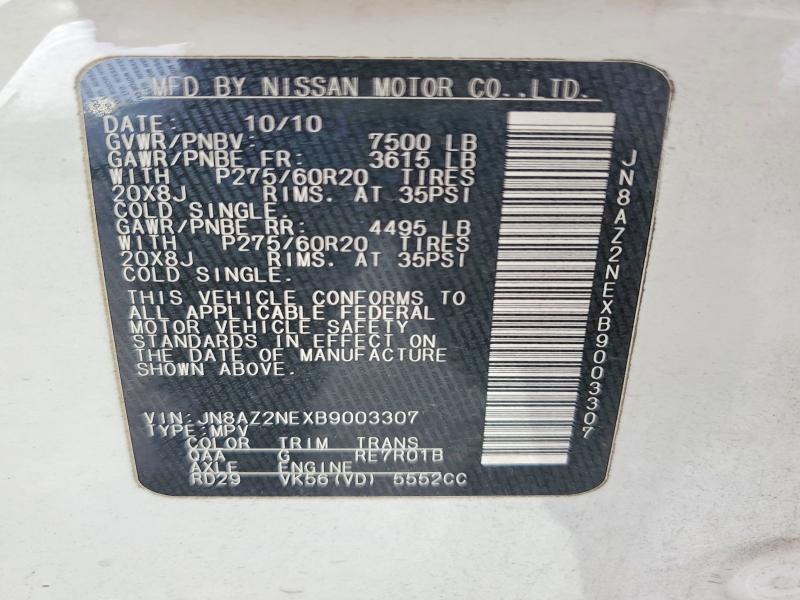 MFD BY NISSAN MOTOR CO.,LTD.
DATE: 10/10
GVWR/PNBV: 7500 LB
GAWR/PNBE FR: 3615 LB
WITH P275/60R20 TIRES
20X8J RIMS. AT 35PSI
COLD SINGLE.
GAWR/PNBE RR: 4495 LB
WITH P275/60R20 TIRES
20X8J RIMS. AT 35PSI
COLD SINGLE.
THIS VEHICLE CONFORMS TO
ALL APPLICABLE FEDERAL
MOTOR VEHICLE SAFETY
STANDARDS IN EFFECT ON
THE DATE OF MANUFACTURE
SHOWN ABOVE.
VIN: JN8AZ2NEXB9003307
TYPE: MPV
COLOR TRIM TRANS
QAA G RE7R01B
AXLE ENGINE
RD29 VK56(VD) 5552CC
JN8AZ2NEXB9003307